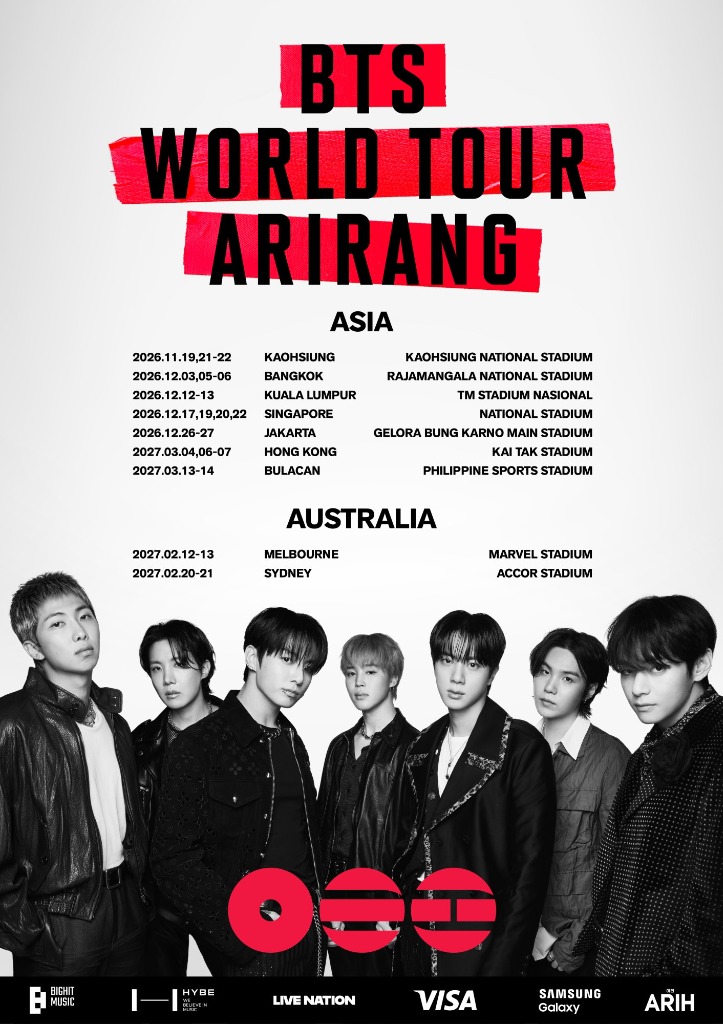 BTS
WORLD TOUR
ARIRANG
ASIA
2026.11.19,21-22 KAOHSIUNG KAOHSIUNG NATIONAL STADIUM
2026.12.03,05-06 BANGKOK RAJAMANGALA NATIONAL STADIUM
2026.12.12-13 KUALA LUMPUR TM STADIUM NASIONAL
2026.12.17,19,20,22 SINGAPORE NATIONAL STADIUM
2026.12.26-27 JAKARTA GELORA BUNG KARNO MAIN STADIUM
2027.03.04,06-07 HONG KONG KAI TAK STADIUM
2027.03.13-14 BULACAN PHILIPPINE SPORTS STADIUM
AUSTRALIA
2027.02.12-13 MELBOURNE MARVEL STADIUM
2027.02.20-21 SYDNEY ACCOR STADIUM
BIGHIT
MUSIC
HYBE
WE
BELIEVE IN
MUSIC
LIVE NATION
VISA
SAMSUNG
Galaxy
ARIH